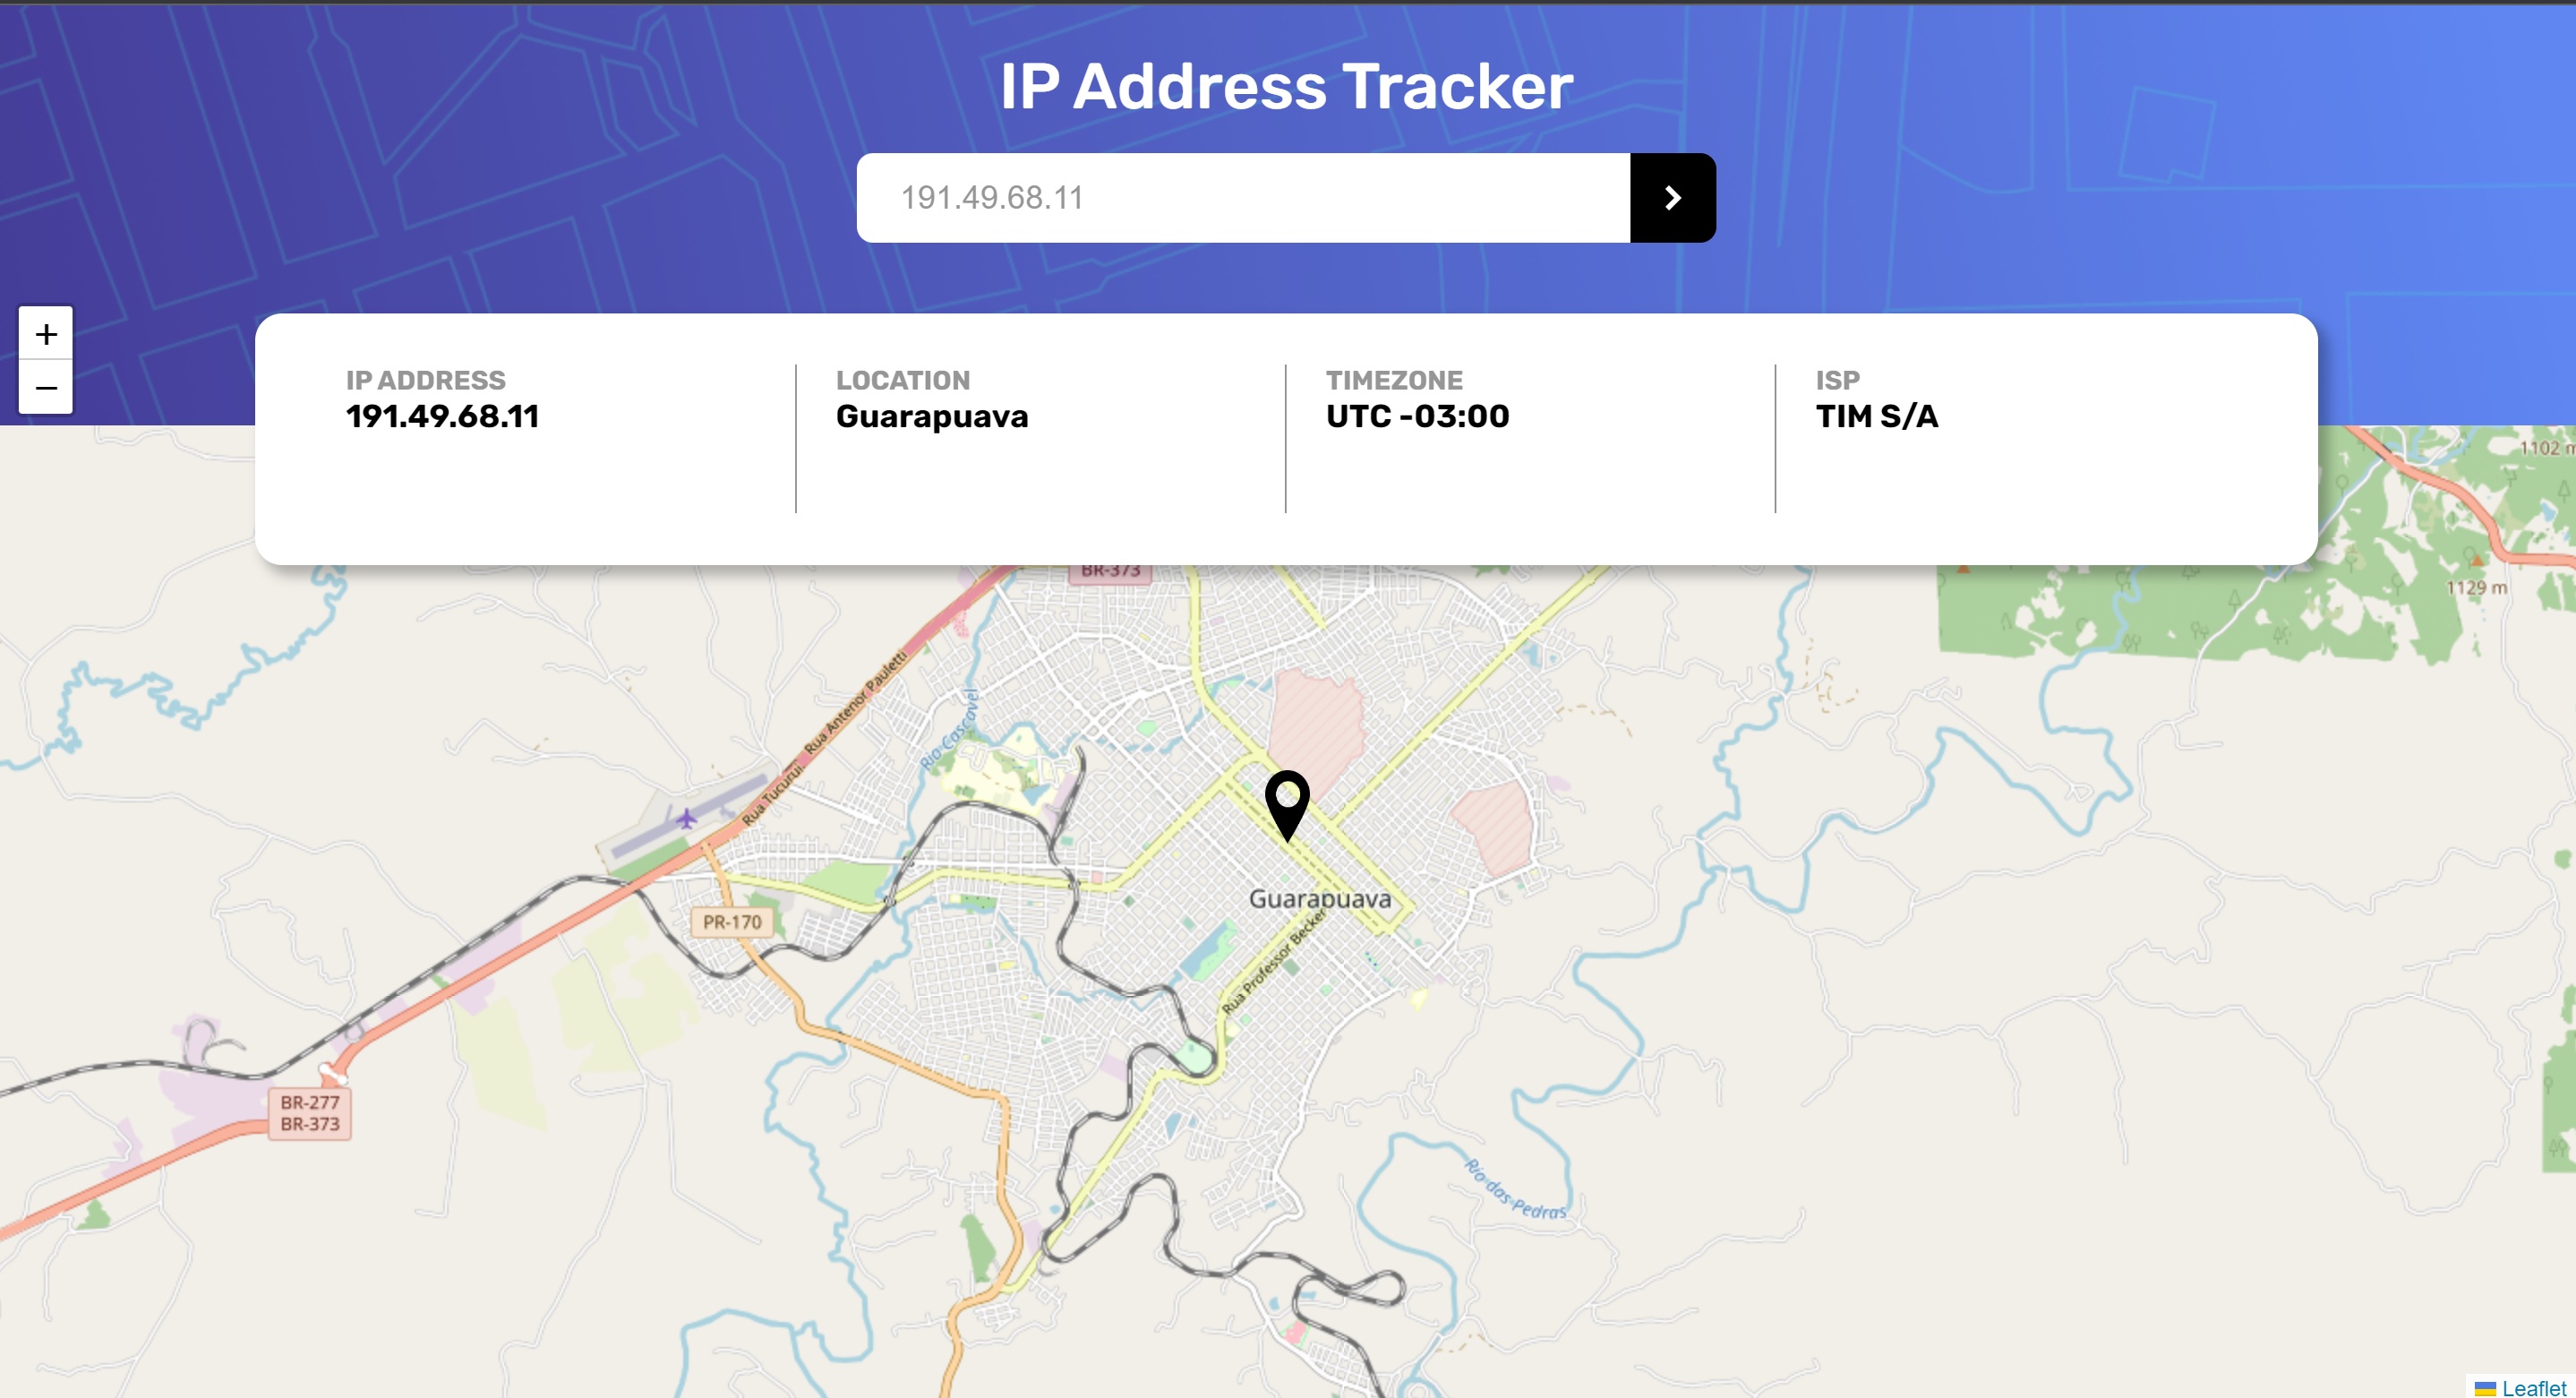 IP Address Tracker
191.49.68.11
+
−
IP ADDRESS
191.49.68.11
LOCATION
Guarapuava
TIMEZONE
UTC -03:00
ISP
TIM S/A
1102 m
BR-373
1129 m
Rua Antenor Pauletti
Rio Cascavel
Rua Tucuruí
Guarapuava
PR-170
Rua Professor Becker
BR-277
BR-373
Rio das Pedras
Leaflet